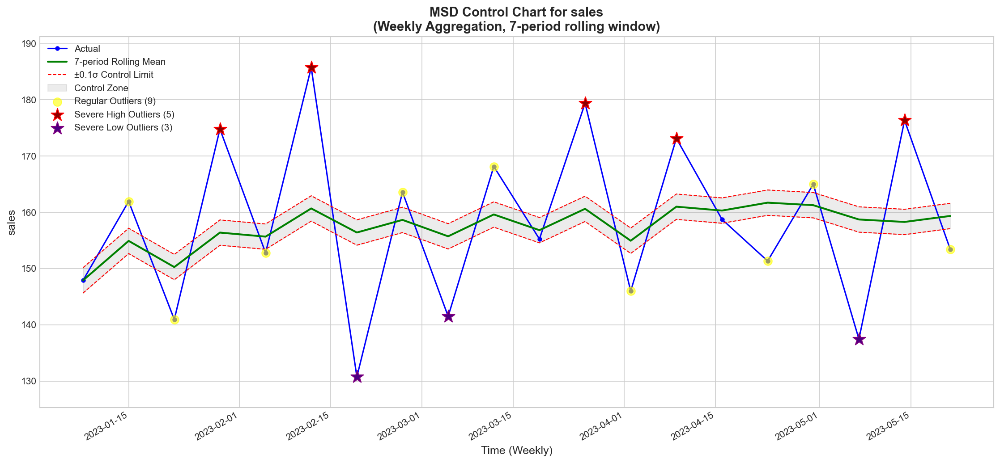 MSD Control Chart for sales
(Weekly Aggregation, 7-period rolling window)
190
180
170
160
150
140
130
sales
Actual
7-period Rolling Mean
±0.1σ Control Limit
Control Zone
Regular Outliers (9)
Severe High Outliers (5)
Severe Low Outliers (3)
2023-01-15
2023-02-01
2023-02-15
2023-03-01
2023-03-15
2023-04-01
2023-04-15
2023-05-01
2023-05-15
Time (Weekly)